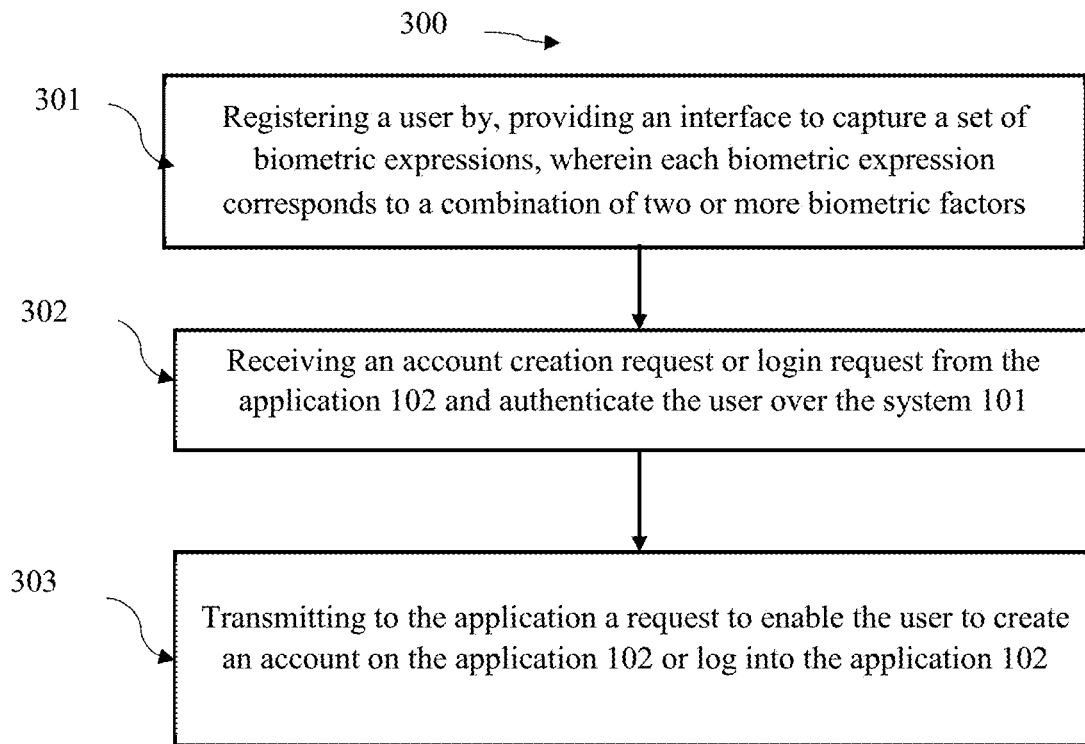 300
301
Registering a user by, providing an interface to capture a set of
biometric expressions, wherein each biometric expression
corresponds to a combination of two or more biometric factors
302
Receiving an account creation request or login request from the
application 102 and authenticate the user over the system 101
303
Transmitting to the application a request to enable the user to create
an account on the application 102 or log into the application 102